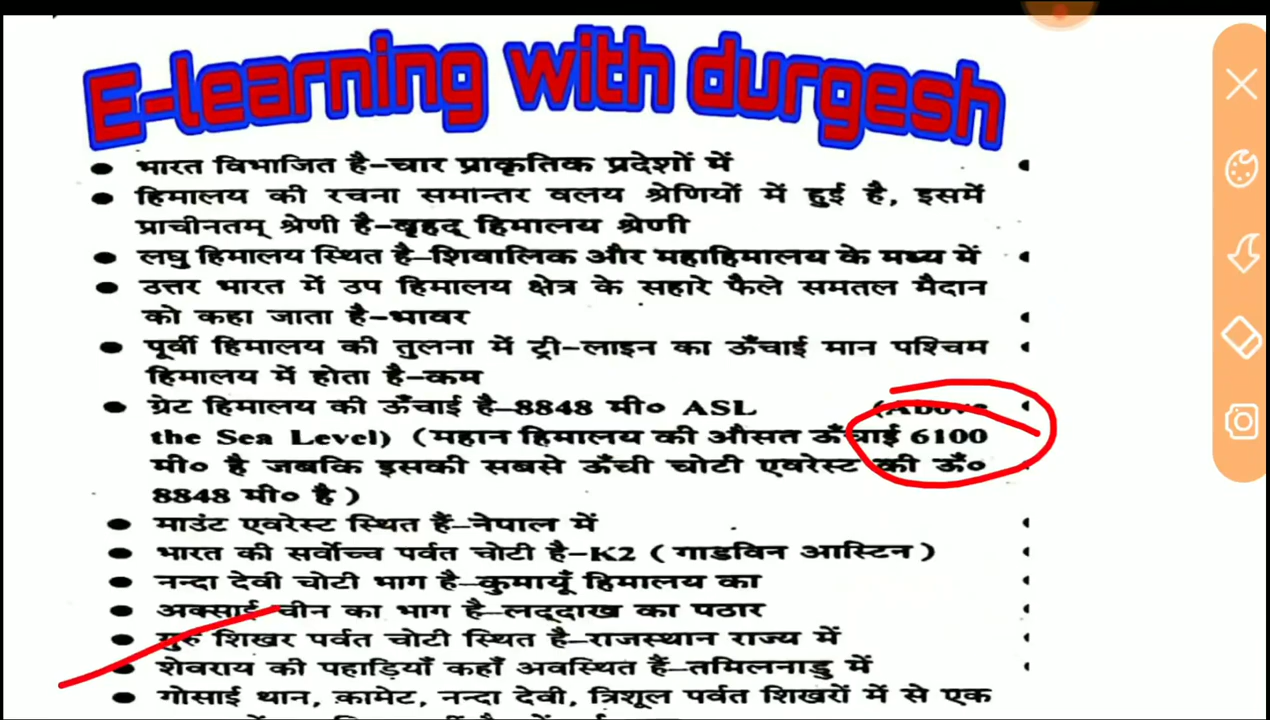 E-learning with durgesh
भारत विभाजित है-चार प्राकृतिक प्रदेशों में
हिमालय की रचना समान्तर वलय श्रेणियों में हुई है, इसमें
प्राचीनतम् श्रेणी है-बृहद् हिमालय श्रेणी
लघु हिमालय स्थित है-शिवालिक और महाहिमालय के मध्य में
उत्तर भारत में उप हिमालय क्षेत्र के सहारे फैले समतल मैदान
को कहा जाता है-भावर
पूर्वी हिमालय की तुलना में ट्री-लाइन का ऊँचाई मान पश्चिम
हिमालय में होता है-कम
ग्रेट हिमालय की ऊँचाई है-8848 मी० ASL (Above
the Sea Level) (महान हिमालय की औसत ऊँचाई 6100
मी० है जबकि इसकी सबसे ऊँची चोटी एवरेस्ट की ऊँ०
8848 मी० है)
माउंट एवरेस्ट स्थित हैं-नेपाल में
भारत की सर्वोच्च पर्वत चोटी है-K2 (गाडविन आस्टिन)
नन्दा देवी चोटी भाग है-कुमायूँ हिमालय का
अक्साई चीन का भाग है-लद्दाख का पठार
गुरु शिखर पर्वत चोटी स्थित है-राजस्थान राज्य में
शेवराय की पहाड़ियाँ कहाँ अवस्थित हैं-तमिलनाडु में
गोसाई थान, कामेट, नन्दा देवी, त्रिशूल पर्वत शिखरों में से एक